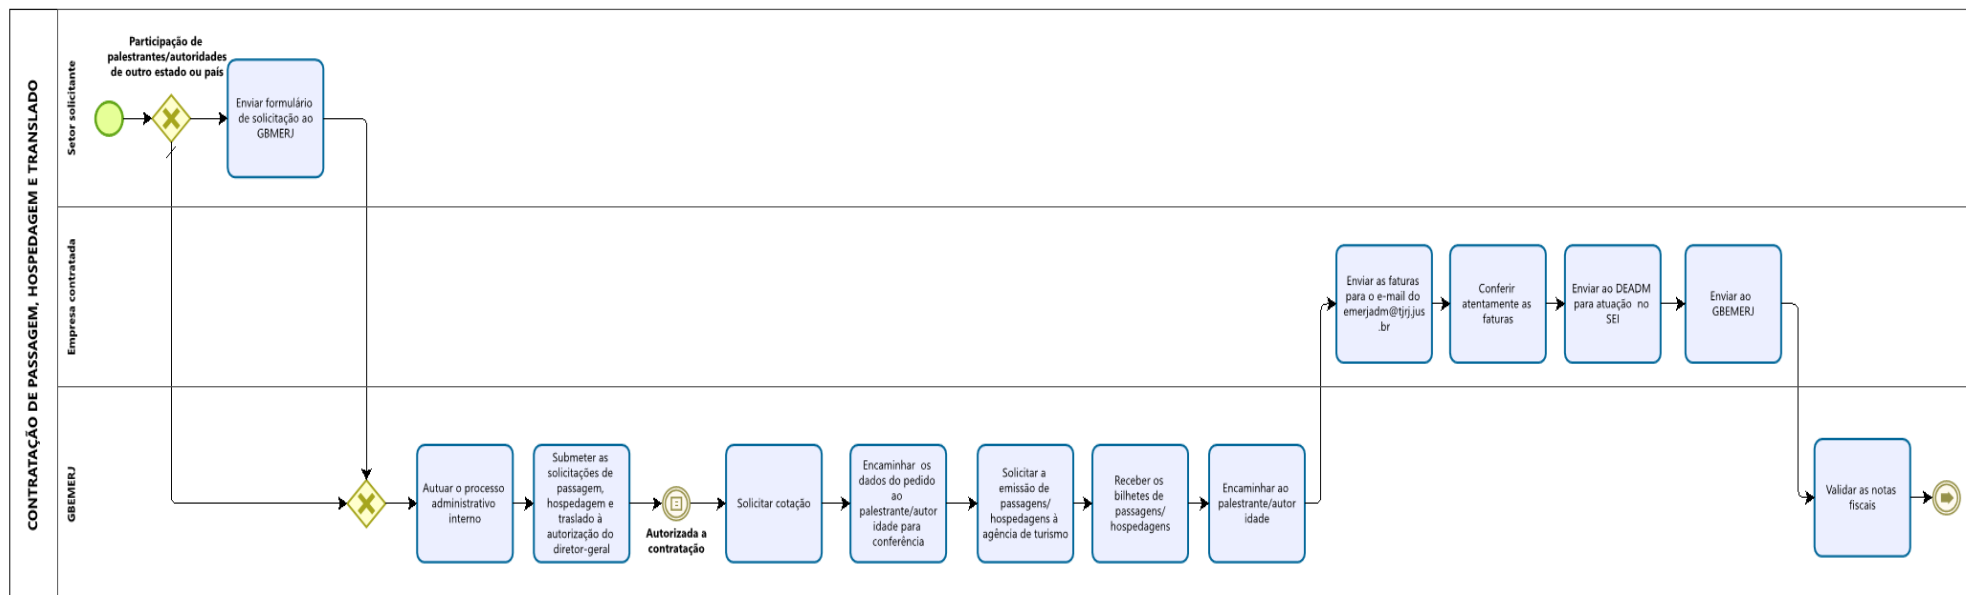 CONTRATAÇÃO DE PASSAGEM, HOSPEDAGEM E TRANSLADO
Setor solicitante
Participação de
palestrantes/autoridades
de outro estado ou país
Enviar formulário
de solicitação ao
GBMERJ
Empresa contratada
Enviar as faturas
para o e-mail do
emerjadm@tjrj.jus
.br
Conferir
atentamente as
faturas
Enviar ao DEADM
para atuação no
SEI
Enviar ao
GBEMERJ
GBEMERJ
Autuar o processo
administrativo
interno
Submeter as
solicitações de
passagem,
hospedagem e
traslado à
autorização do
diretor-geral
Autorizada a
contratação
Solicitar cotação
Encaminhar os
dados do pedido
ao
palestrante/autor
idade para
conferência
Solicitar a
emissão de
passagens/
hospedagens à
agência de turismo
Receber os
bilhetes de
passagens/
hospedagens
Encaminhar ao
palestrante/autor
idade
Validar as notas
fiscais